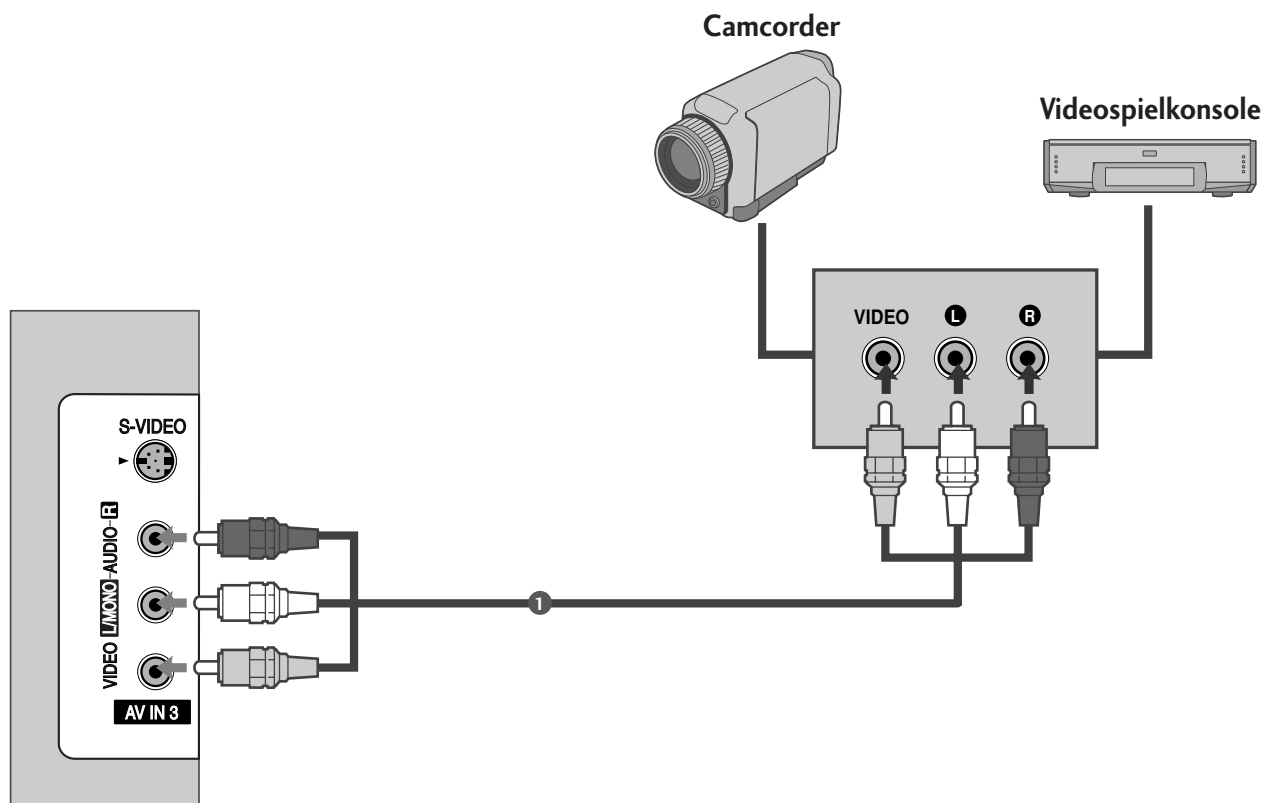 Camcorder
Videospielkonsole
VIDEO L R
S-VIDEO
VIDEO L/MONO-AUDIO-R
1
AV IN 3